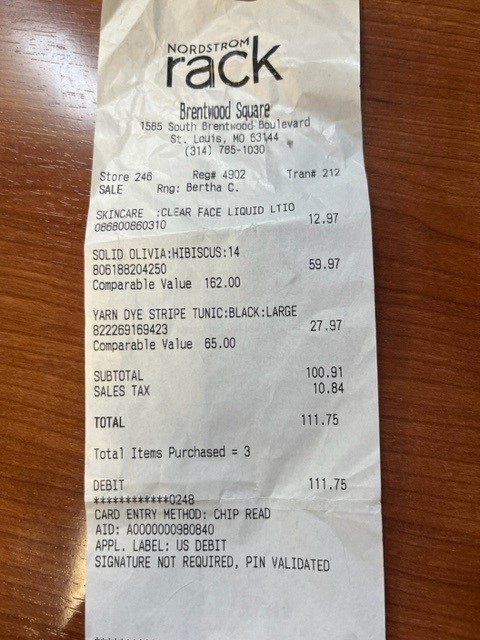 NORDSTROM
rack
Brentwood Square
1585 South Brentwood Boulevard
St. Louis, MO 63144
(314) 785-1030
Store 246 Reg# 4902 Tran# 212
SALE Rng: Bertha C.
SKINCARE :CLEAR FACE LIQUID LTIO
086800860310 12.97
SOLID OLIVIA:HIBISCUS:14
806188204250 59.97
Comparable Value 162.00
YARN DYE STRIPE TUNIC:BLACK:LARGE
822269169423 27.97
Comparable Value 65.00
SUBTOTAL 100.91
SALES TAX 10.84
TOTAL 111.75
Total Items Purchased = 3
DEBIT 111.75
************0248
CARD ENTRY METHOD: CHIP READ
AID: A0000000980840
APPL. LABEL: US DEBIT
SIGNATURE NOT REQUIRED, PIN VALIDATED